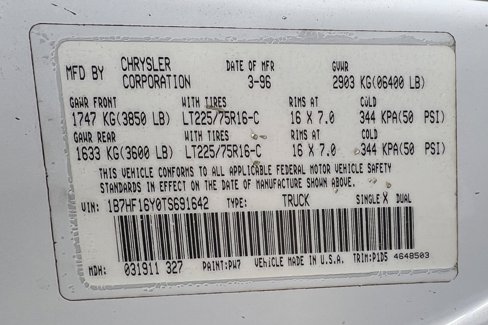 MFD BY CHRYSLER CORPORATION DATE OF MFR 3-96 GVWR 2903 KG(06400 LB)
GAWR FRONT WITH TIRES RIMS AT COLD
1747 KG(3850 LB) LT225/75R16-C 16 X 7.0 344 KPA(50 PSI)
GAWR REAR WITH TIRES RIMS AT COLD
1633 KG(3600 LB) LT225/75R16-C 16 X 7.0 344 KPA(50 PSI)
THIS VEHICLE CONFORMS TO ALL APPLICABLE FEDERAL MOTOR VEHICLE SAFETY
STANDARDS IN EFFECT ON THE DATE OF MANUFACTURE SHOWN ABOVE.
VIN: 1B7HF16Y0TS691642 TYPE: TRUCK SINGLE X DUAL
MDH: 031911 327 PAINT:PW7 VEHICLE MADE IN U.S.A. TRIM:P1D5 4648503